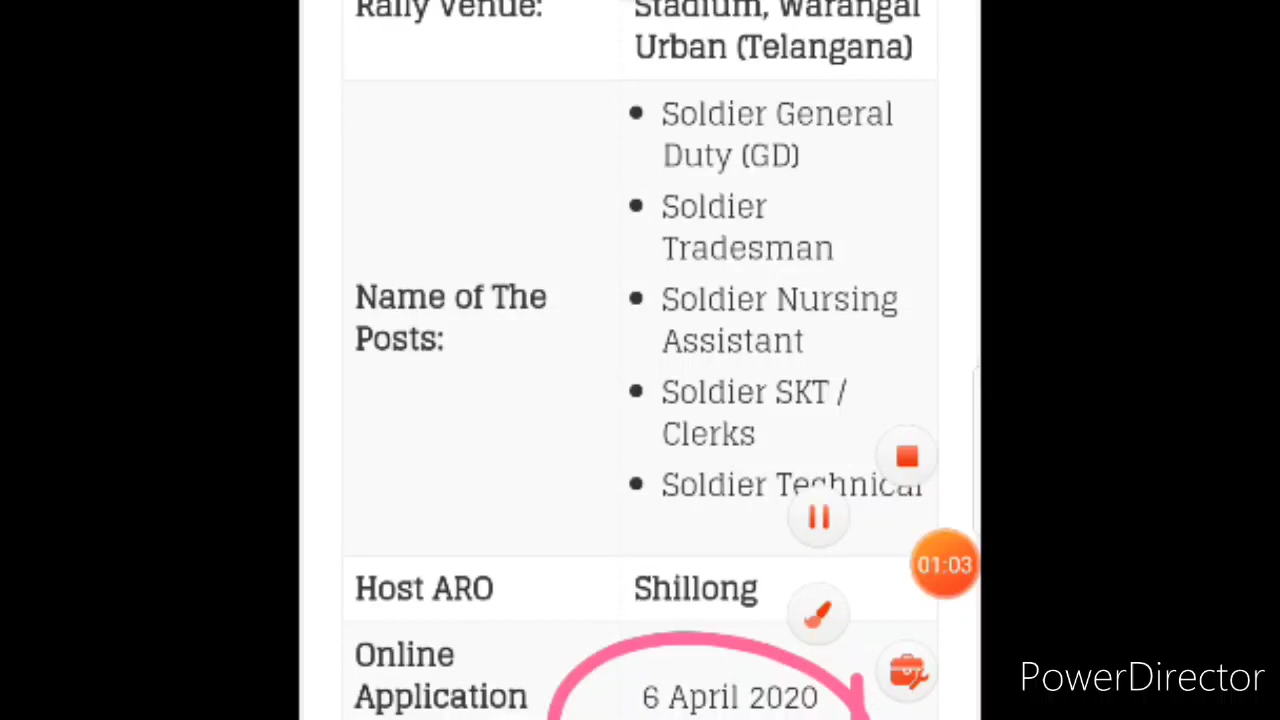 Rally Venue:
Stadium, Warangal
Urban (Telangana)
Name of The
Posts:
• Soldier General
Duty (GD)
• Soldier
Tradesman
• Soldier Nursing
Assistant
• Soldier SKT /
Clerks
• Soldier Technical
Host ARO
Shillong
Online
Application
6 April 2020
01:03
PowerDirector